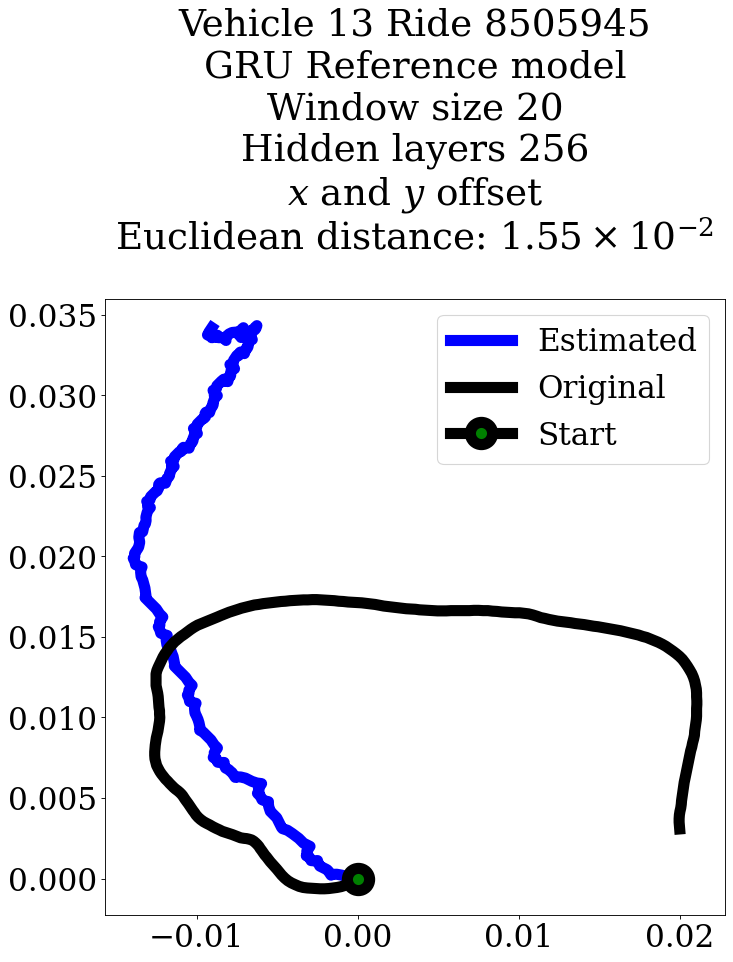 Vehicle 13 Ride 8505945
GRU Reference model
Window size 20
Hidden layers 256
x and y offset
Euclidean distance: 1.55 × 10⁻²
0.035
0.030
0.025
0.020
0.015
0.010
0.005
0.000
Estimated
Original
Start
−0.01
0.00
0.01
0.02